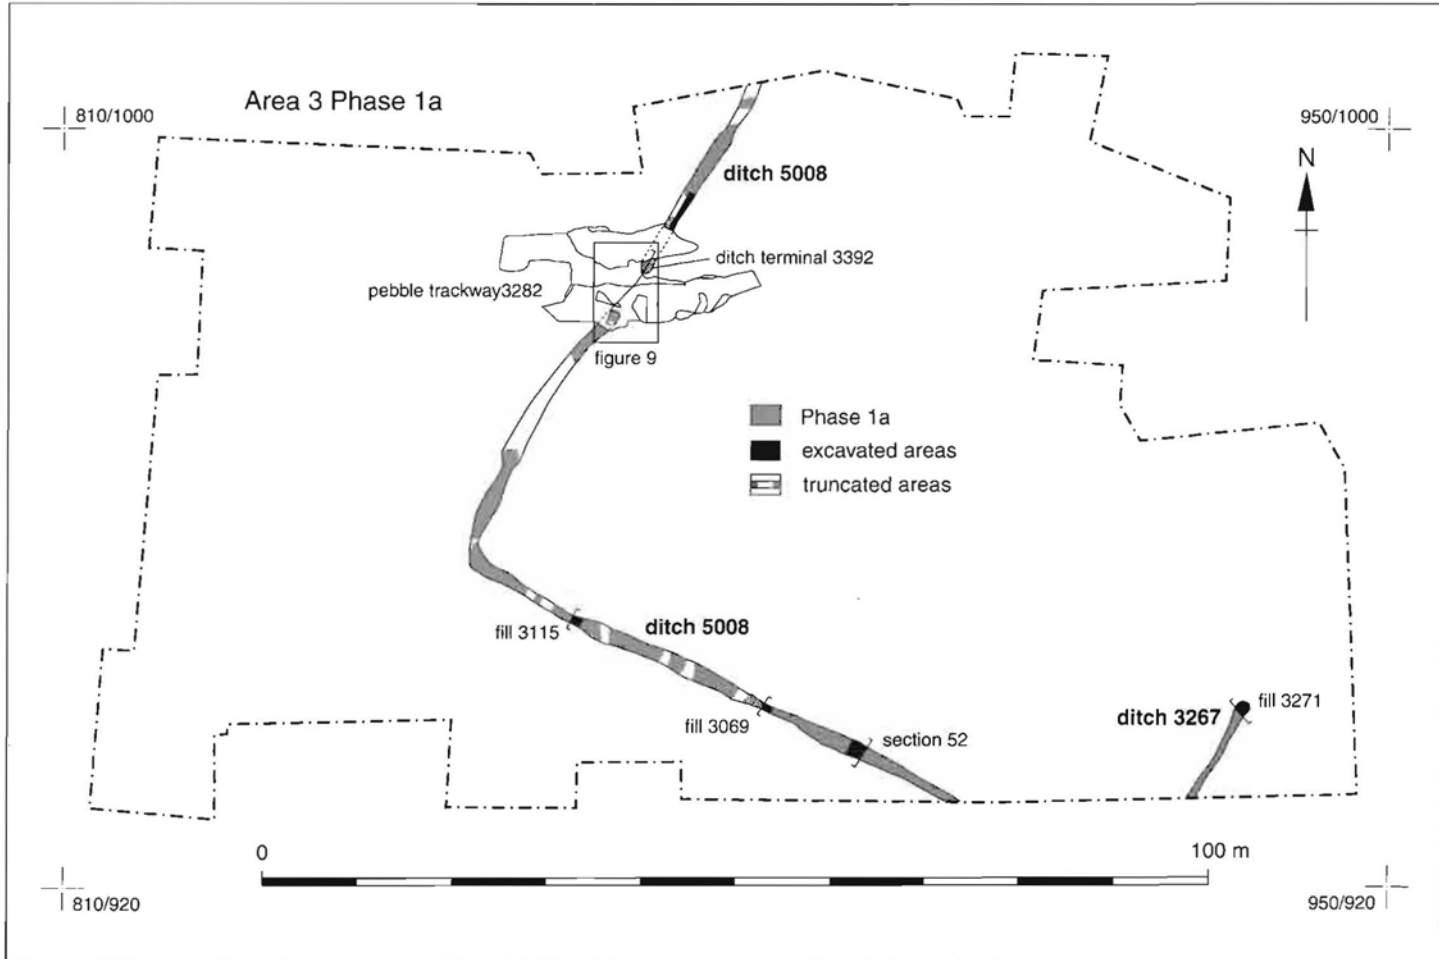 Area 3 Phase 1a
810/1000
950/1000
N
ditch 5008
ditch terminal 3392
pebble trackway3282
figure 9
Phase 1a
excavated areas
truncated areas
fill 3115
ditch 5008
fill 3069
section 52
ditch 3267
fill 3271
0
100 m
810/920
950/920